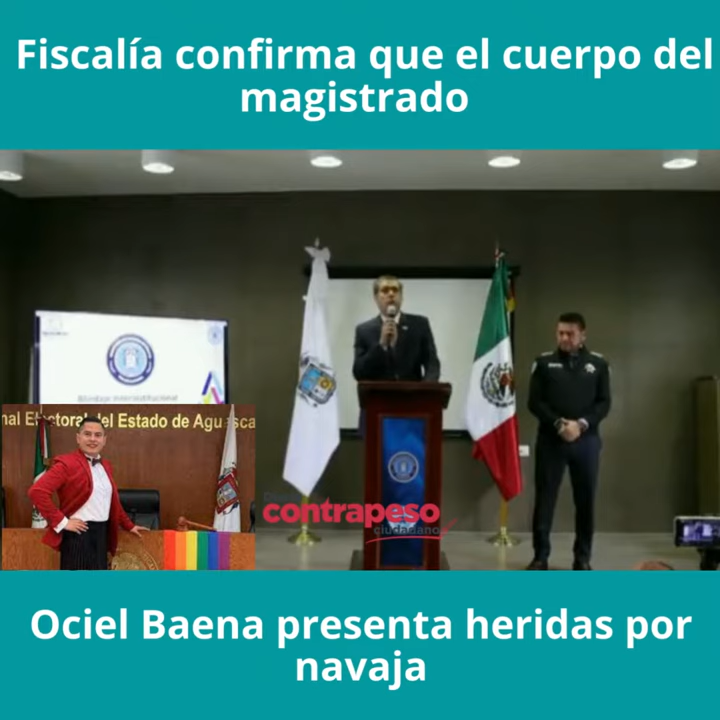 Fiscalía confirma que el cuerpo del
magistrado
nal Electoral del Estado de Aguasca
contrapeso
ciudadano
Ociel Baena presenta heridas por
navaja